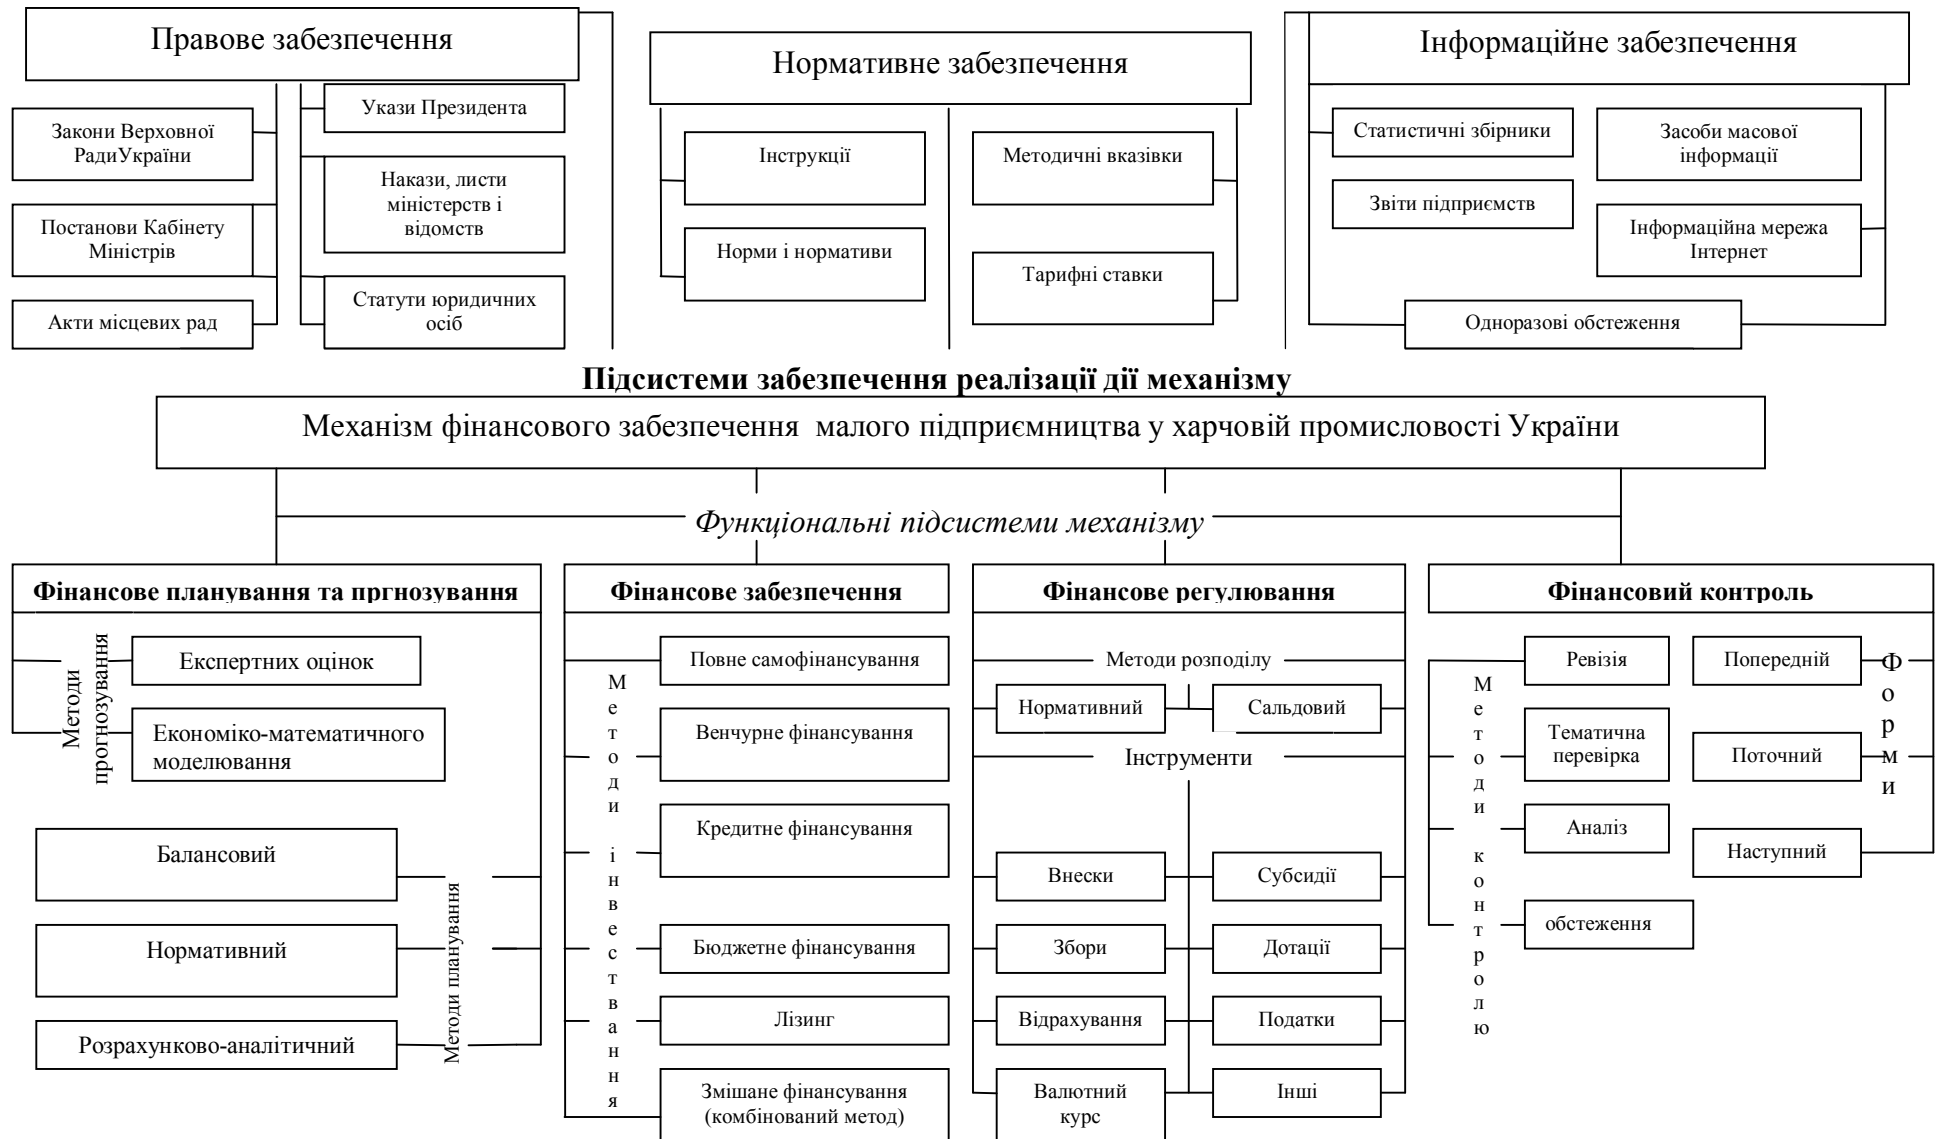 Правове забезпечення
Нормативне забезпечення
Інформаційне забезпечення
Закони Верховної
РадиУкраїни
Постанови Кабінету
Міністрів
Акти місцевих рад
Укази Президента
Накази, листи
міністерств і
відомств
Статути юридичних
осіб
Інструкції
Норми і нормативи
Методичні вказівки
Тарифні ставки
Статистичні збірники
Звіти підприємств
Засоби масової
інформації
Інформаційна мережа
Інтернет
Одноразові обстеження
Підсистеми забезпечення реалізації дії механізму
Механізм фінансового забезпечення малого підприємництва у харчовій промисловості України
Функціональні підсистеми механізму
Фінансове планування та пргнозування
Методи
прогнозування
Експертних оцінок
Економіко-математичного
моделювання
Балансовий
Нормативний
Розрахунково-аналітичний
Методи планування
Фінансове забезпечення
Методи інвествання
Повне самофінансування
Венчурне фінансування
Кредитне фінансування
Бюджетне фінансування
Лізинг
Змішане фінансування
(комбінований метод)
Фінансове регулювання
Методи розподілу
Нормативний
Сальдовий
Інструменти
Внески
Субсидії
Збори
Дотації
Відрахування
Податки
Валютний
курс
Інші
Фінансовий контроль
Методи контролю
Ревізія
Тематична
перевірка
Аналіз
обстеження
Попередній
Поточний
Наступний
Форми